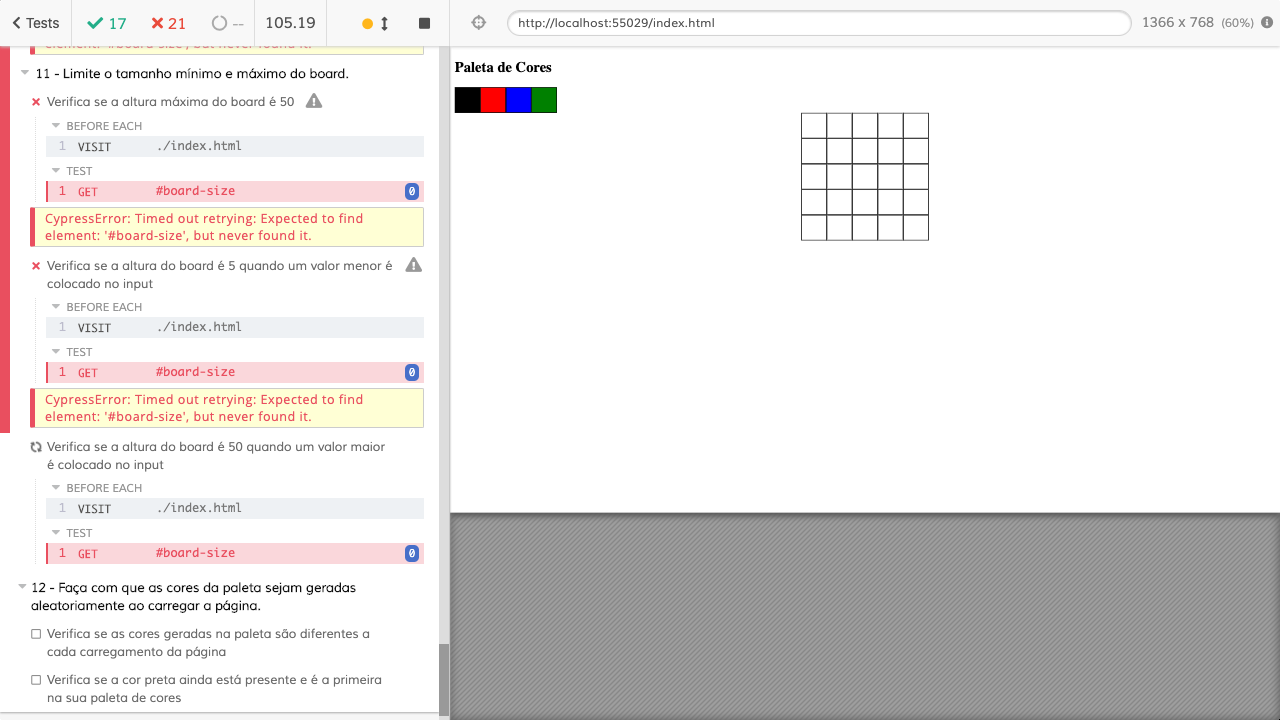 Tests
17
21
--
105.19
http://localhost:55029/index.html
1366 x 768 (60%)
element: '#board-size', but never found it.
11 - Limite o tamanho mínimo e máximo do board.
Verifica se a altura máxima do board é 50
BEFORE EACH
1 VISIT ./index.html
TEST
1 GET #board-size 0
CypressError: Timed out retrying: Expected to find
element: '#board-size', but never found it.
Verifica se a altura do board é 5 quando um valor menor é
colocado no input
BEFORE EACH
1 VISIT ./index.html
TEST
1 GET #board-size 0
CypressError: Timed out retrying: Expected to find
element: '#board-size', but never found it.
Verifica se a altura do board é 50 quando um valor maior
é colocado no input
BEFORE EACH
1 VISIT ./index.html
TEST
1 GET #board-size 0
12 - Faça com que as cores da paleta sejam geradas
aleatoriamente ao carregar a página.
Verifica se as cores geradas na paleta são diferentes a
cada carregamento da página
Verifica se a cor preta ainda está presente e é a primeira
na sua paleta de cores
Paleta de Cores